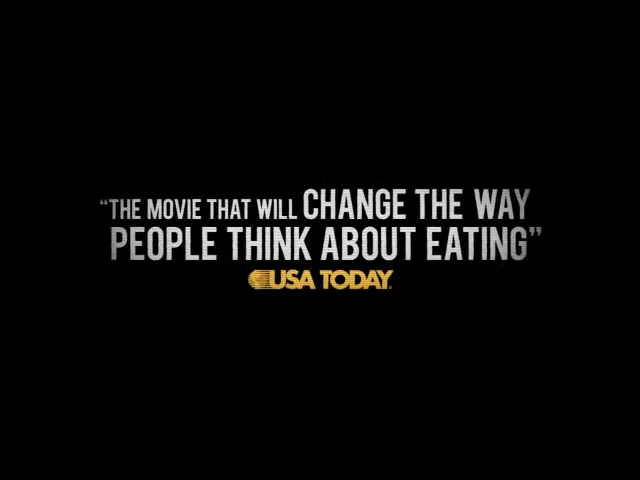 “THE MOVIE THAT WILL CHANGE THE WAY
PEOPLE THINK ABOUT EATING”
USA TODAY.